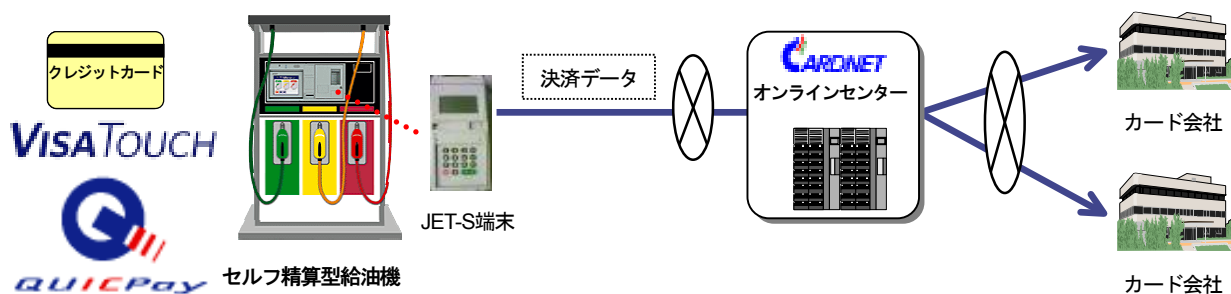 クレジットカード
VISATOUCH
QUICPay
セルフ精算型給油機
JET-S端末
決済データ
CARDNET
オンラインセンター
カード会社
カード会社